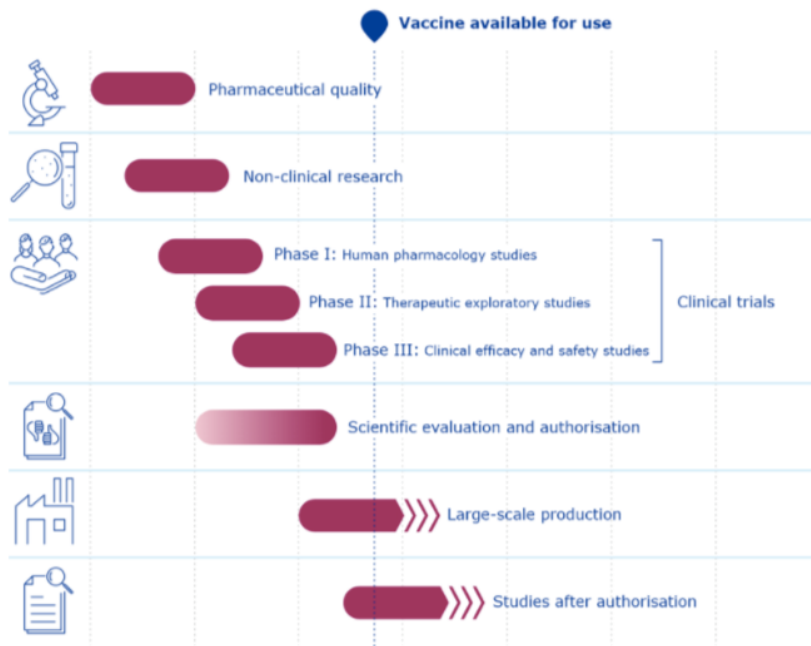 Vaccine available for use
Pharmaceutical quality
Non-clinical research
Phase I: Human pharmacology studies
Phase II: Therapeutic exploratory studies
Clinical trials
Phase III: Clinical efficacy and safety studies
Scientific evaluation and authorisation
Large-scale production
Studies after authorisation